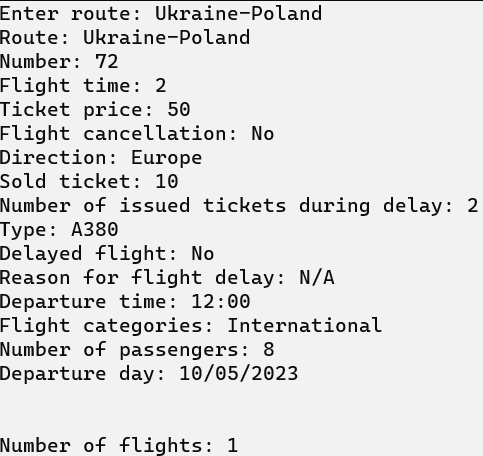 Enter route: Ukraine-Poland
Route: Ukraine-Poland
Number: 72
Flight time: 2
Ticket price: 50
Flight cancellation: No
Direction: Europe
Sold ticket: 10
Number of issued tickets during delay: 2
Type: A380
Delayed flight: No
Reason for flight delay: N/A
Departure time: 12:00
Flight categories: International
Number of passengers: 8
Departure day: 10/05/2023
Number of flights: 1